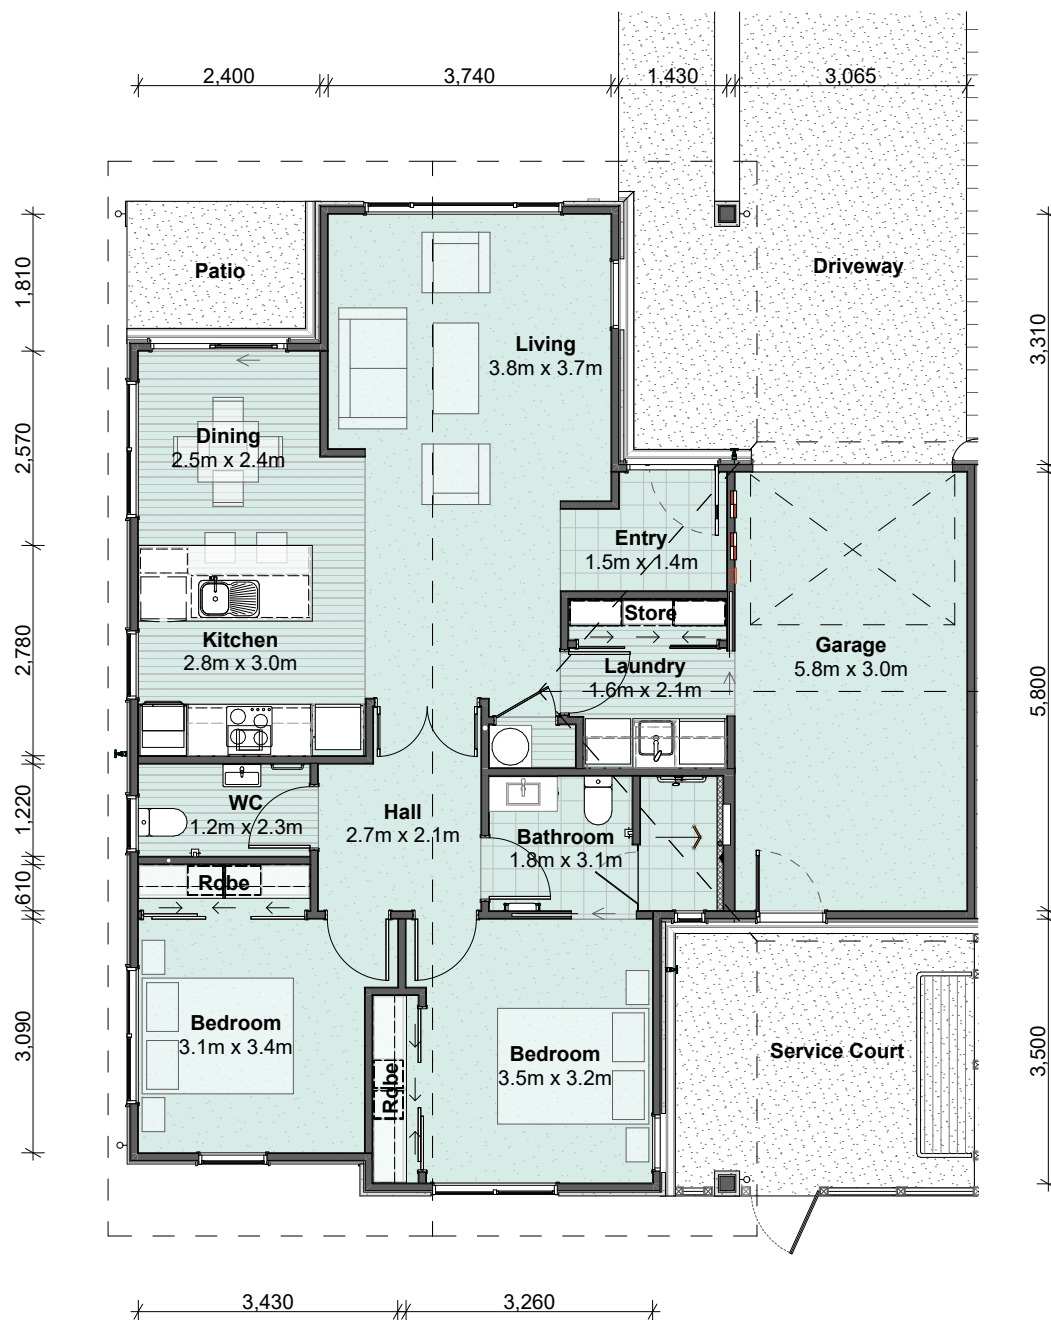 2,400
3,740
1,430
3,065
1,810
2,570
2,780
1,220
610
3,090
Patio
Driveway
Living
3.8m x 3.7m
Dining
2.5m x 2.4m
Entry
1.5m x 1.4m
Store
Kitchen
2.8m x 3.0m
Laundry
1.6m x 2.1m
Garage
5.8m x 3.0m
WC
1.2m x 2.3m
Hall
2.7m x 2.1m
Bathroom
1.8m x 3.1m
Robe
Bedroom
3.1m x 3.4m
Robe
Bedroom
3.5m x 3.2m
Service Court
3,310
5,800
3,500
3,430
3,260